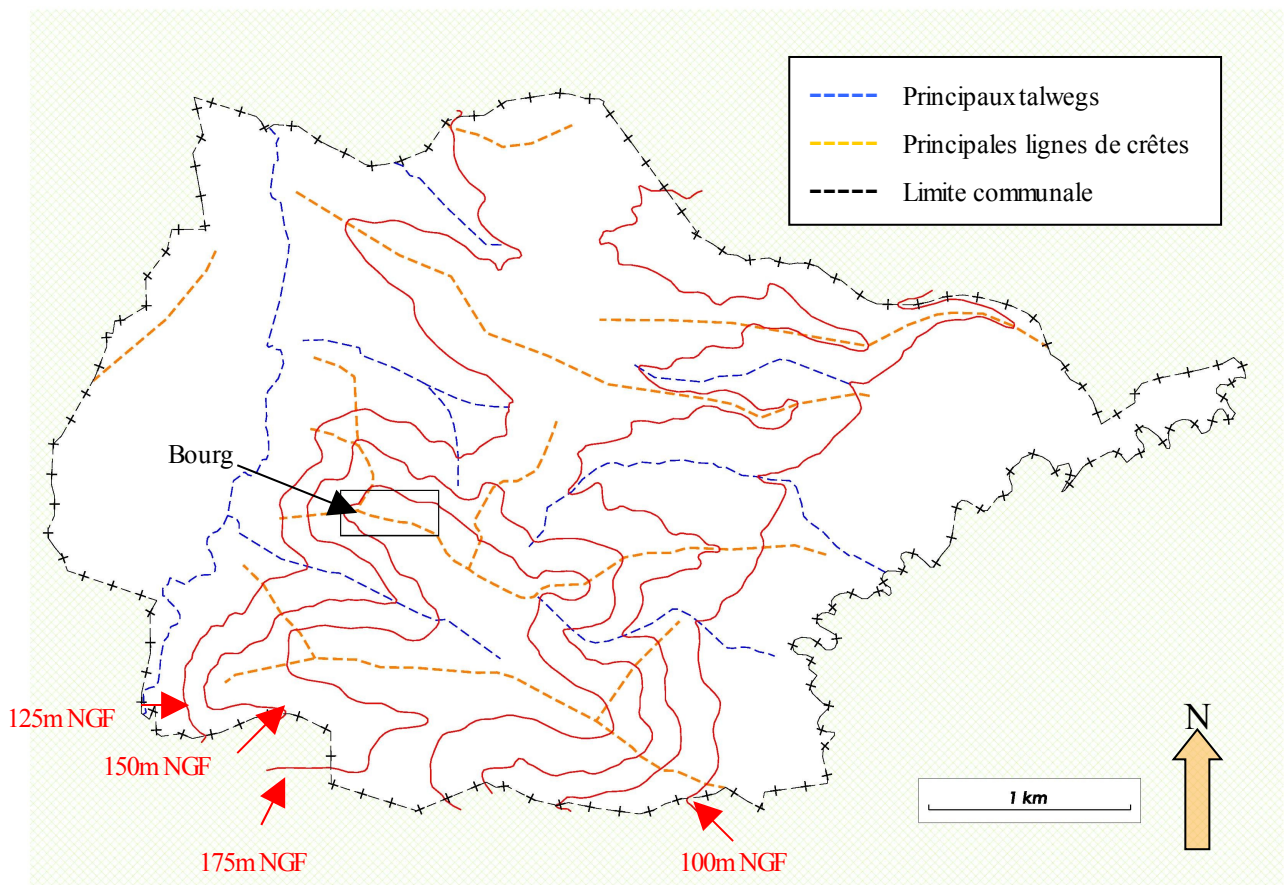 Principaux talwegs
Principales lignes de crêtes
Limite communale
Bourg
125m NGF
150m NGF
175m NGF
100m NGF
N
1 km